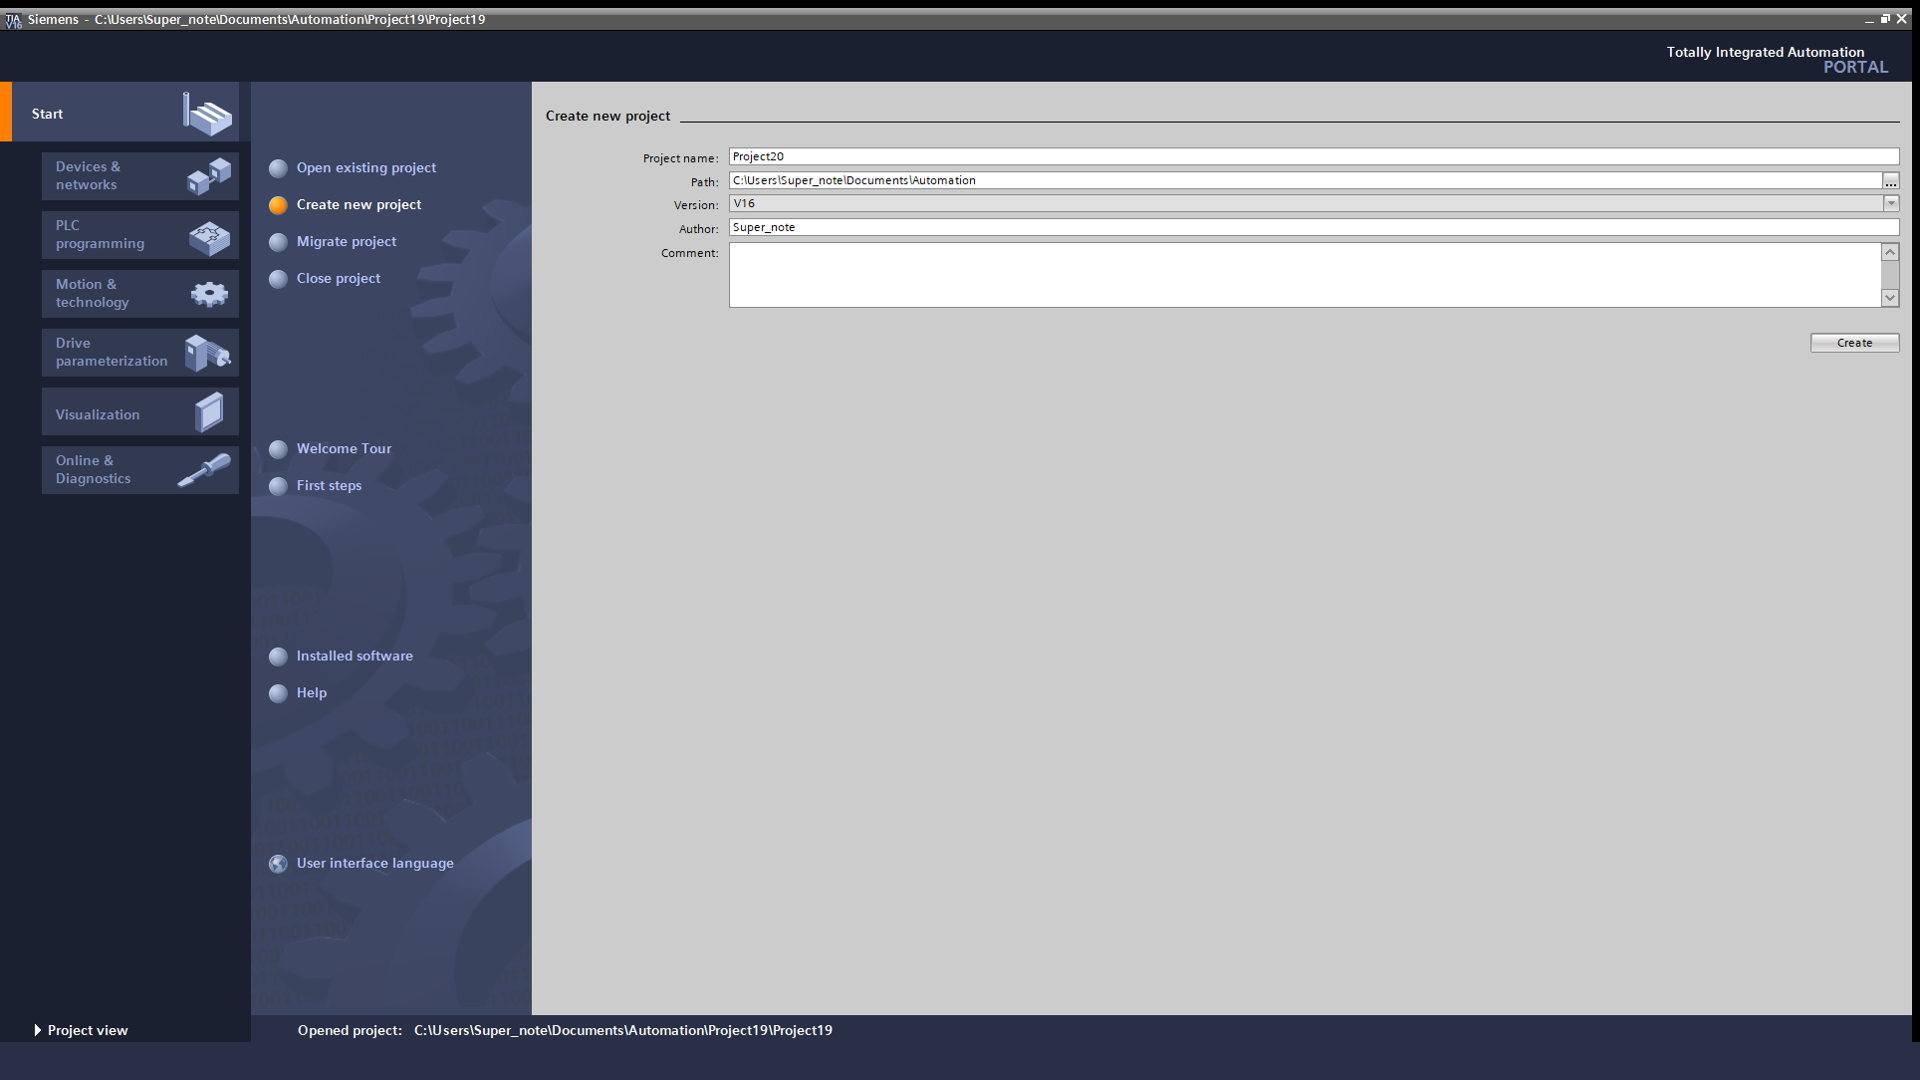 Siemens - C:\Users\Super_note\Documents\Automation\Project19\Project19
Totally Integrated Automation
PORTAL
Start
Devices &
networks
PLC
programming
Motion &
technology
Drive
parameterization
Visualization
Online &
Diagnostics
Open existing project
Create new project
Migrate project
Close project
Welcome Tour
First steps
Installed software
Help
User interface language
Create new project
Project name: Project20
Path: C:\Users\Super_note\Documents\Automation
...
Version: V16
Author: Super_note
Comment:
Create
Project view
Opened project: C:\Users\Super_note\Documents\Automation\Project19\Project19